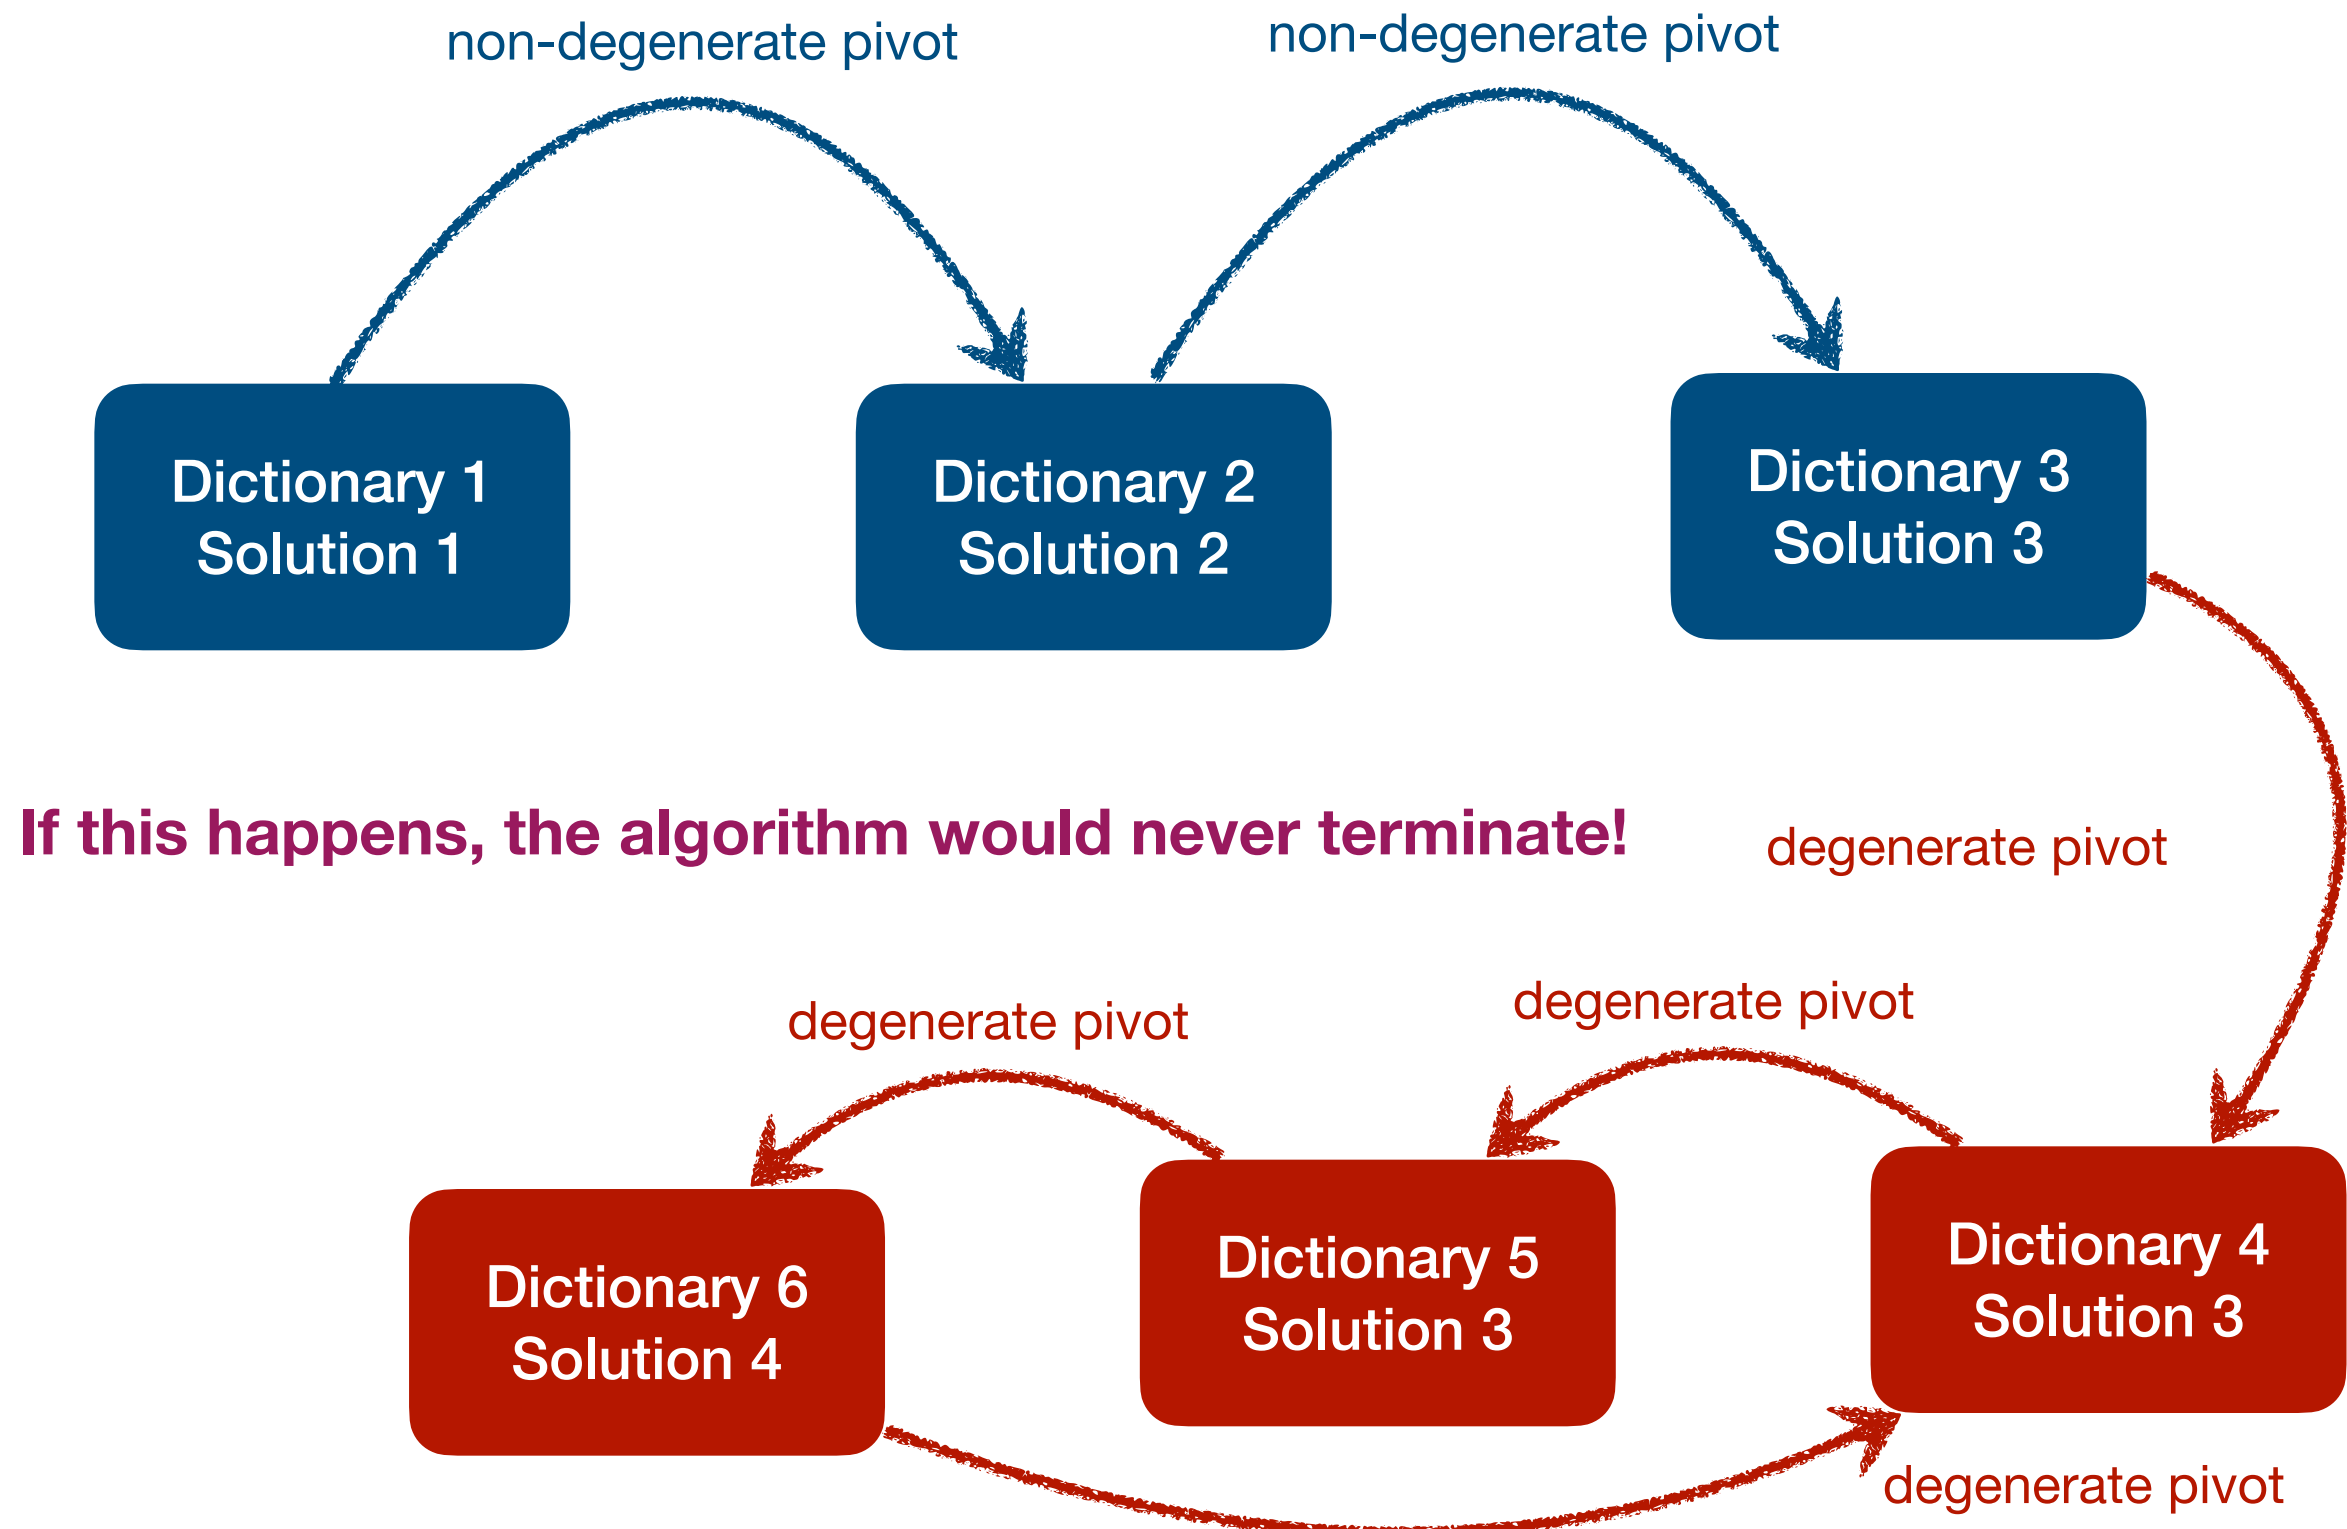 non-degenerate pivot
non-degenerate pivot
Dictionary 1
Solution 1
Dictionary 2
Solution 2
Dictionary 3
Solution 3
If this happens, the algorithm would never terminate!
degenerate pivot
degenerate pivot
degenerate pivot
Dictionary 6
Solution 4
Dictionary 5
Solution 3
Dictionary 4
Solution 3
degenerate pivot